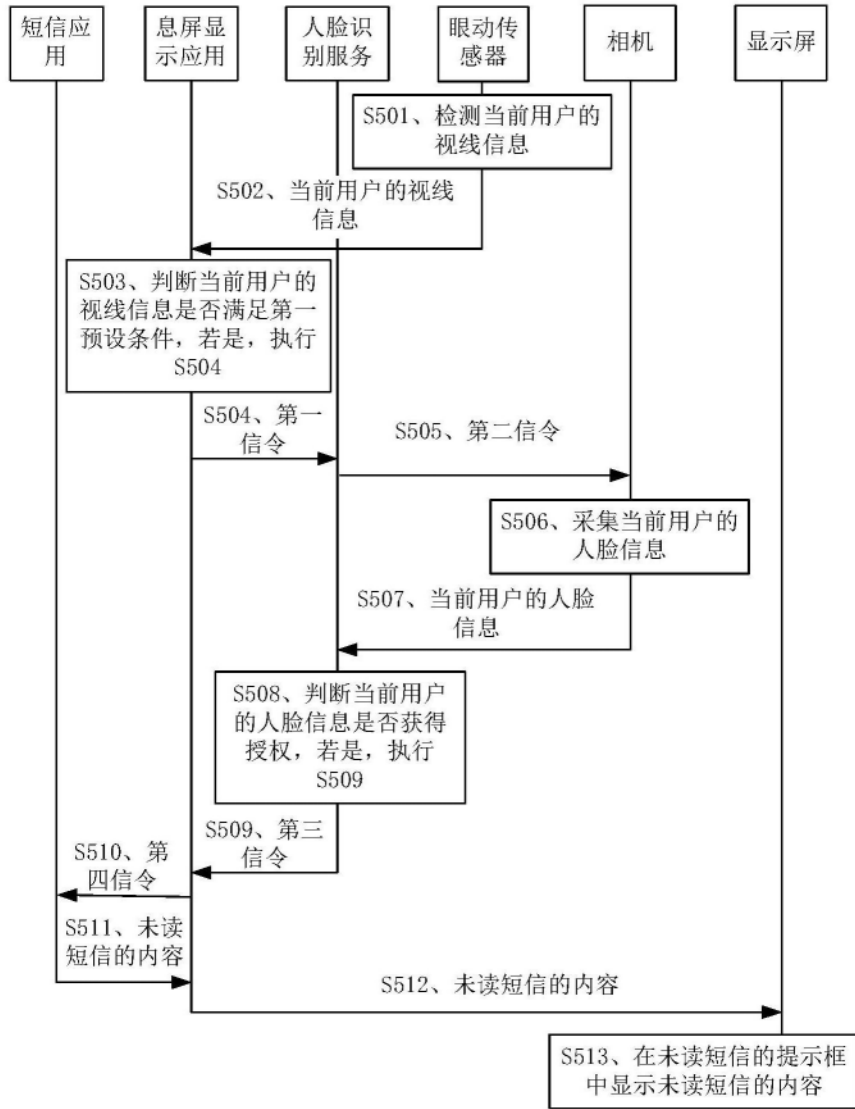 短信应
用
息屏显
示应用
人脸识
别服务
眼动传
感器
相机
显示屏
S501、检测当前用户的
视线信息
S502、当前用户的视线
信息
S503、判断当前用户的
视线信息是否满足第一
预设条件，若是，执行
S504
S504、第一
信令
S505、第二信令
S506、采集当前用户的
人脸信息
S507、当前用户的人脸
信息
S508、判断当前用户
的人脸信息是否获得
授权，若是，执行
S509
S509、第三
信令
S510、第
四信令
S511、未读
短信的内容
S512、未读短信的内容
S513、在未读短信的提示框
中显示未读短信的内容